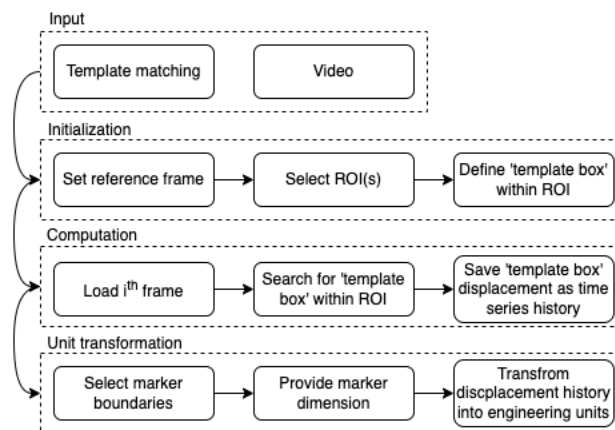 Input
Template matching
Video
Initialization
Set reference frame
Select ROI(s)
Define 'template box'
within ROI
Computation
Load iᵗʰ frame
Search for 'template
box' within ROI
Save 'template box'
displacement as time
series history
Unit transformation
Select marker
boundaries
Provide marker
dimension
Transfrom
discplacement history
into engineering units